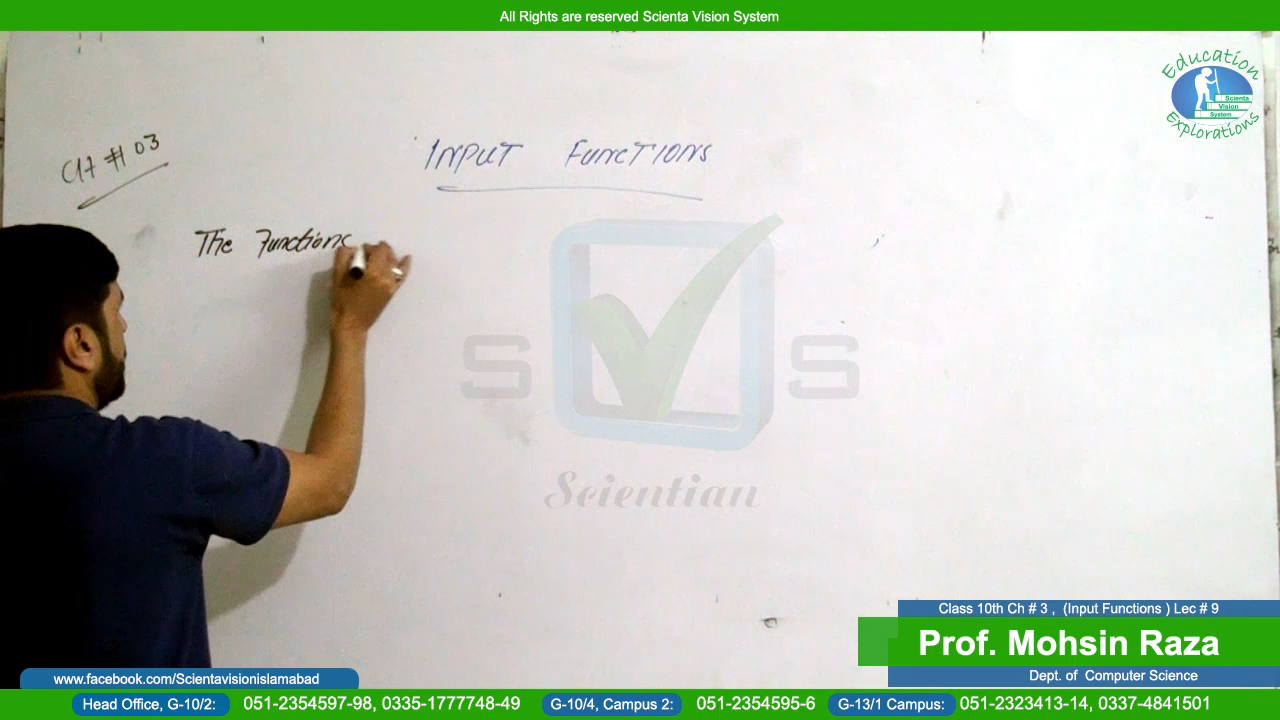 All Rights are reserved Scienta Vision System
Education
Scienta
Vision
System
Explorations
CH # 03
INPUT FUNCTIONS
The Functions
S S
Scientian
Class 10th Ch # 3 , (Input Functions ) Lec # 9
Prof. Mohsin Raza
Dept. of Computer Science
www.facebook.com/Scientavisionislamabad
Head Office, G-10/2: 051-2354597-98, 0335-1777748-49 G-10/4, Campus 2: 051-2354595-6 G-13/1 Campus: 051-2323413-14, 0337-4841501